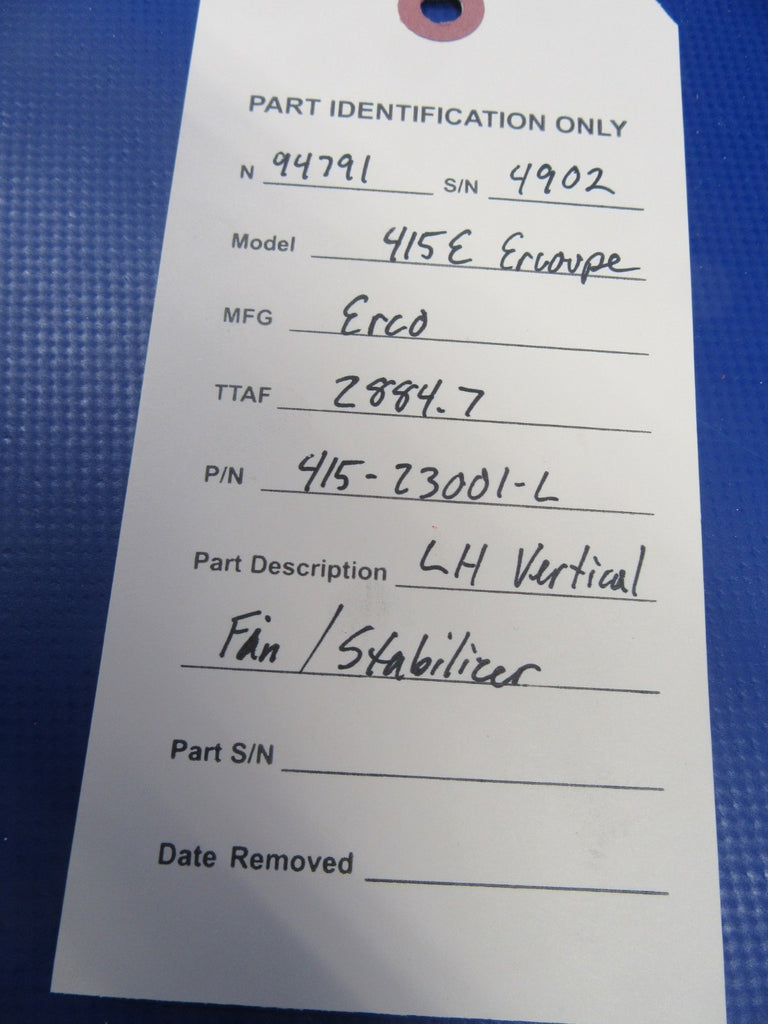 PART IDENTIFICATION ONLY
N 94791 S/N 4902
Model 415E Ercoupe
MFG Erco
TTAF 2884.7
P/N 415-23001-L
Part Description LH Vertical
Fin / Stabilizer
Part S/N
Date Removed